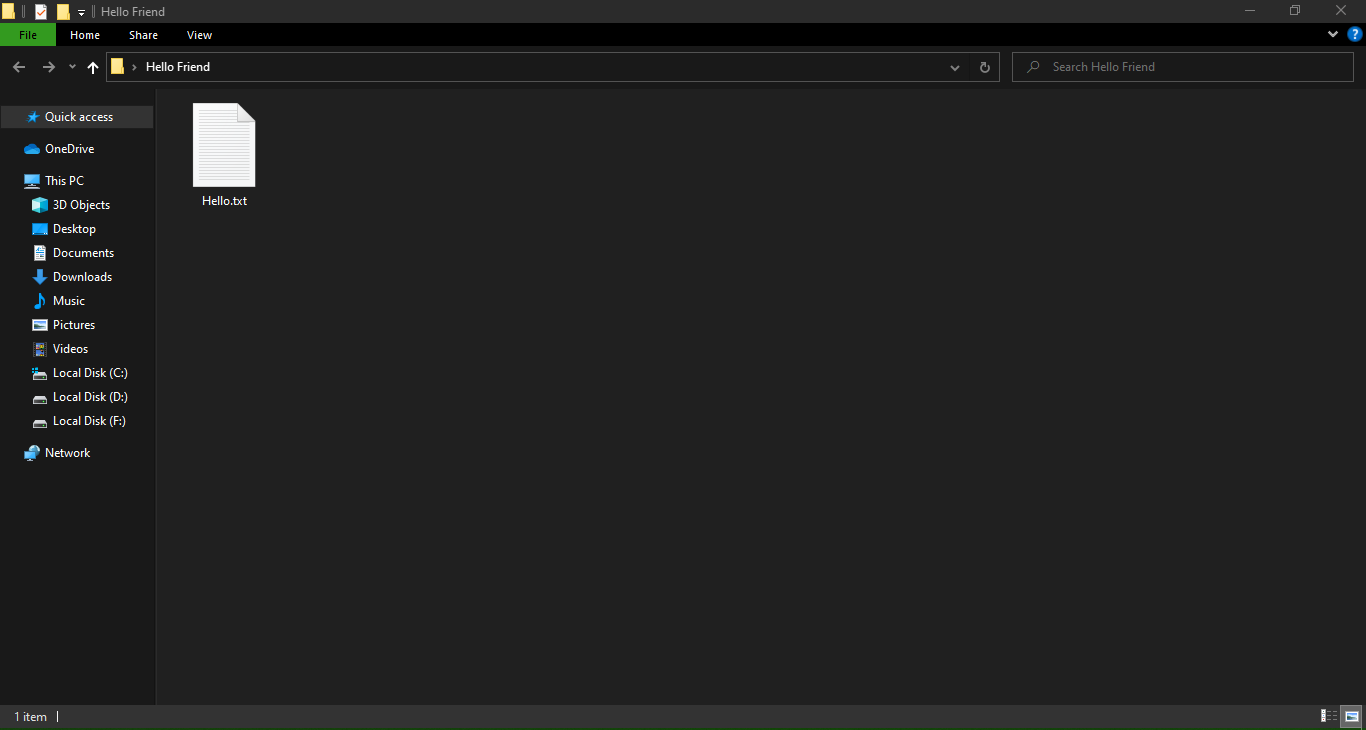 Hello Friend
File Home Share View
Hello Friend
Search Hello Friend
Quick access
OneDrive
This PC
3D Objects
Desktop
Documents
Downloads
Music
Pictures
Videos
Local Disk (C:)
Local Disk (D:)
Local Disk (F:)
Network
Hello.txt
1 item